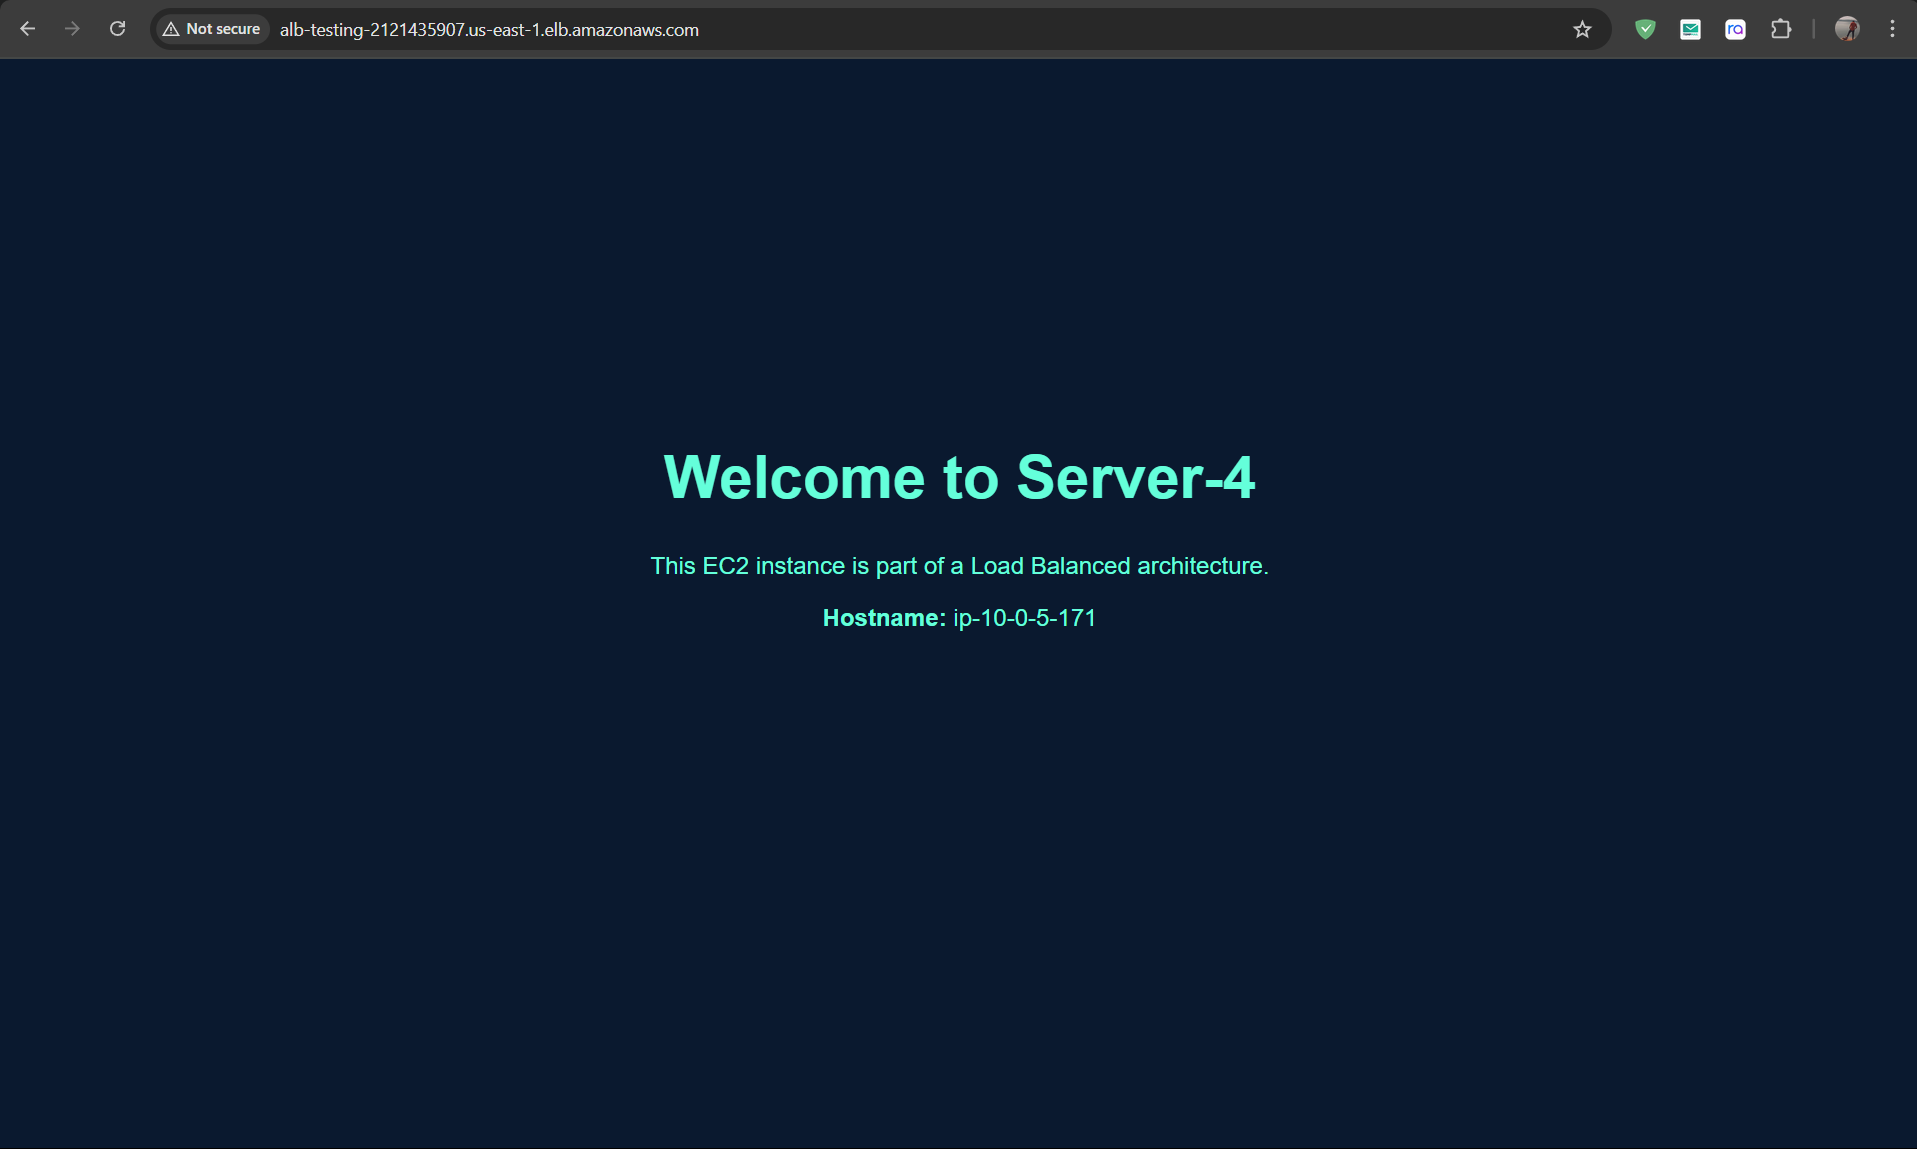 Not secure alb-testing-2121435907.us-east-1.elb.amazonaws.com
ra
Welcome to Server-4
This EC2 instance is part of a Load Balanced architecture.
Hostname: ip-10-0-5-171